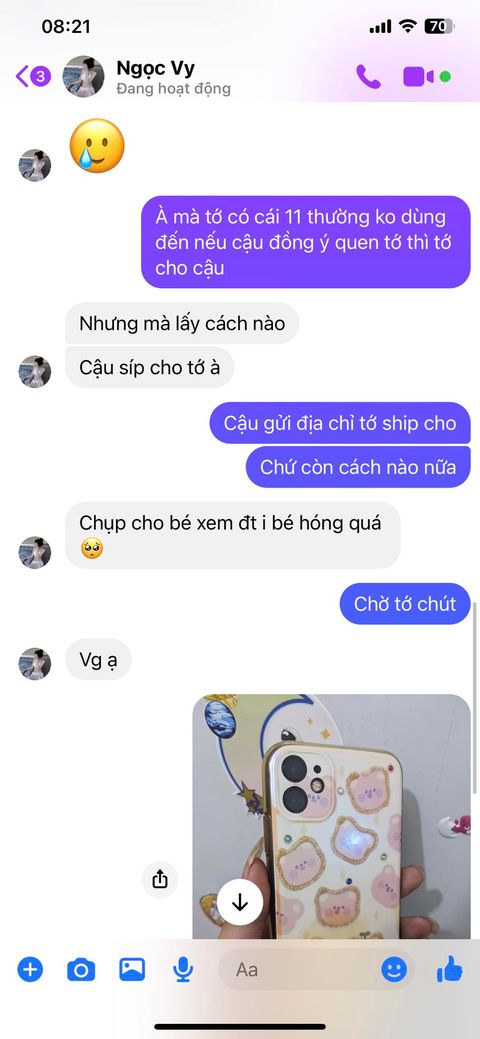 08:21
70
3
Ngọc Vy
Đang hoạt động
À mà tớ có cái 11 thường ko dùng
đến nếu cậu đồng ý quen tớ thì tớ
cho cậu
Nhưng mà lấy cách nào
Cậu síp cho tớ à
Cậu gửi địa chỉ tớ ship cho
Chứ còn cách nào nữa
Chụp cho bé xem đt i bé hóng quá
🥺
Chờ tớ chút
Vg ạ
Aa